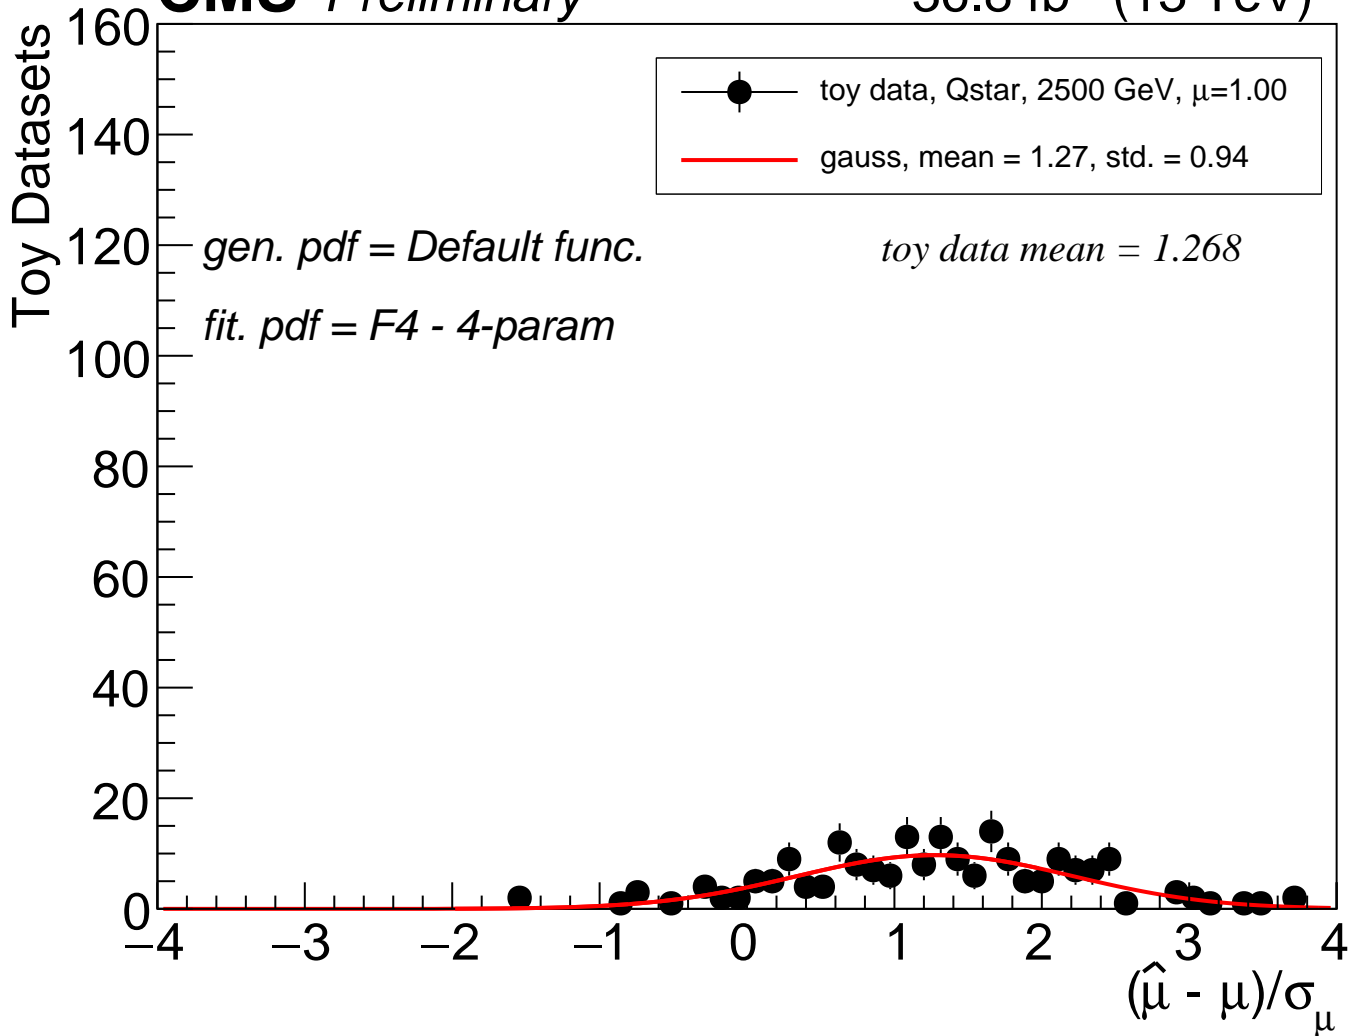 CMS Preliminary
(13 TeV)
160
140
120
100
80
60
40
20
0
Toy Datasets
toy data, Qstar, 2500 GeV, μ=1.00
gauss, mean = 1.27, std. = 0.94
gen. pdf = Default func.
toy data mean = 1.268
fit. pdf = F4 - 4-param
−4 −3 −2 −1 0 1 2 3 4
(μ̂ - μ)/σμ